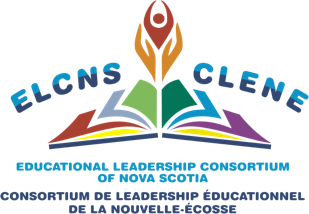 ELCNS CLENE
EDUCATIONAL LEADERSHIP CONSORTIUM
OF NOVA SCOTIA
CONSORTIUM DE LEADERSHIP ÉDUCATIONNEL
DE LA NOUVELLE-ÉCOSSE